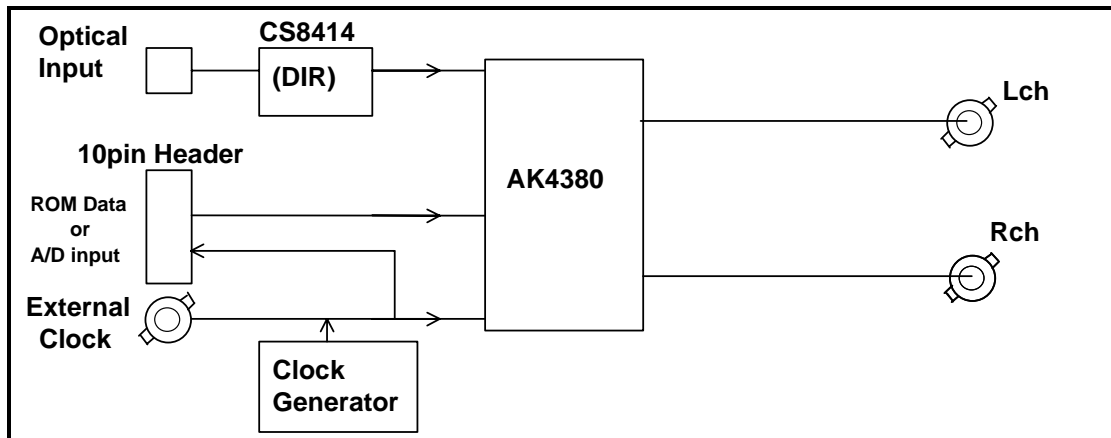 Optical
Input
CS8414
(DIR)
10pin Header
ROM Data
or
A/D input
External
Clock
Clock
Generator
AK4380
Lch
Rch